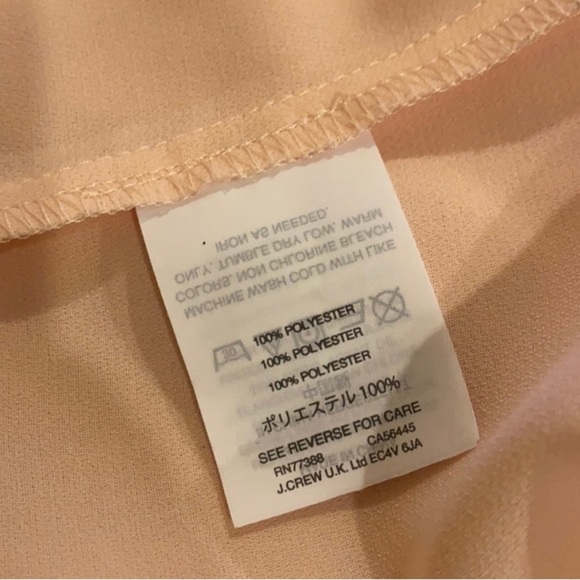 100% POLYESTER
100% POLYESTER
100% POLYESTER
ポリエステル 100%
SEE REVERSE FOR CARE
RN77388 CA56445
J.CREW U.K. Ltd EC4V 6JA
MACHINE WASH COLD WITH LIKE
COLORS, NON CHLORINE BLEACH
ONLY, TUMBLE DRY LOW, WARM
IRON AS NEEDED.